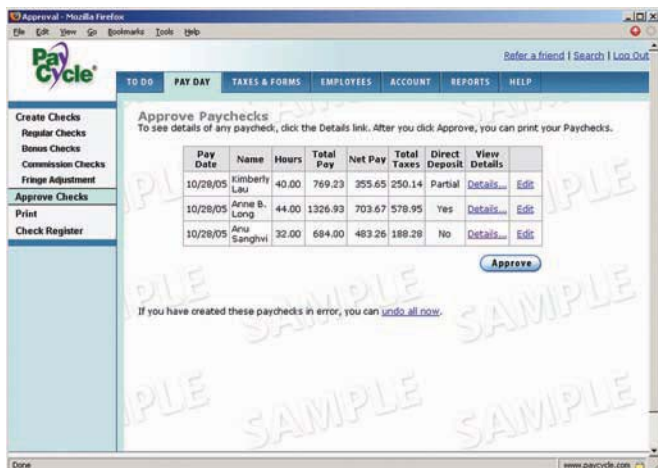 Approval - Mozilla Firefox
File Edit View Go Bookmarks Tools Help
PayCycle®
Refer a friend | Search | Log Out
TO DO PAY DAY TAXES & FORMS EMPLOYEES ACCOUNT REPORTS HELP
Create Checks
Regular Checks
Bonus Checks
Commission Checks
Fringe Adjustment
Approve Checks
Print
Check Register
Approve Paychecks
To see details of any paycheck, click the Details link. After you click Approve, you can print your Paychecks.
Pay Date Name Hours Total Pay Net Pay Total Taxes Direct Deposit View Details
10/28/05 Kimberly Lau 40.00 769.23 355.65 250.14 Partial Details... Edit
10/28/05 Anne B. Long 44.00 1326.93 703.67 578.95 Yes Details... Edit
10/28/05 Anu Sanghvi 32.00 684.00 483.26 188.28 No Details... Edit
Approve
If you have created these paychecks in error, you can undo all now.
SAMPLE SAMPLE SAMPLE
Done www.paycycle.com